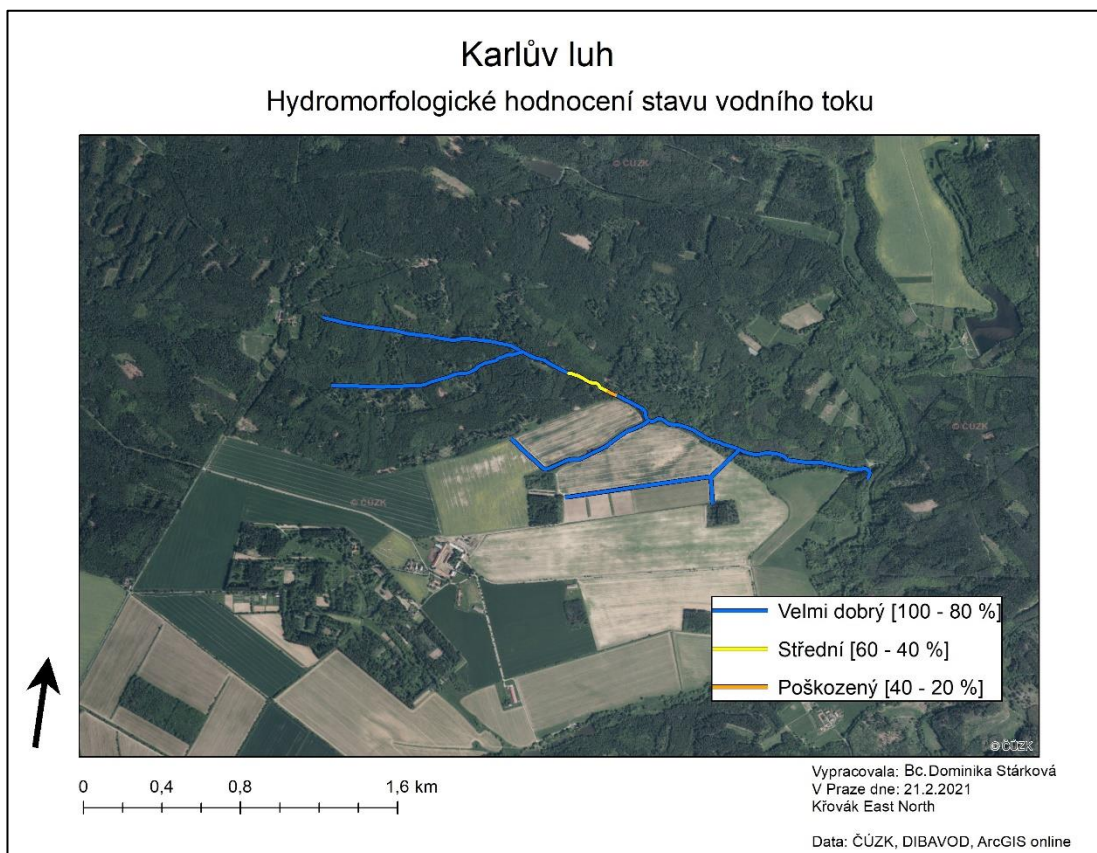 Karlův luh
Hydromorfologické hodnocení stavu vodního toku
© ČÚZK
© ČÚZK
© ČÚZK
Velmi dobrý [100 - 80 %]
Střední [60 - 40 %]
Poškozený [40 - 20 %]
© ČÚZK
0 0,4 0,8 1,6 km
Vypracovala: Bc.Dominika Stárková
V Praze dne: 21.2.2021
Křovák East North
Data: ČÚZK, DIBAVOD, ArcGIS online